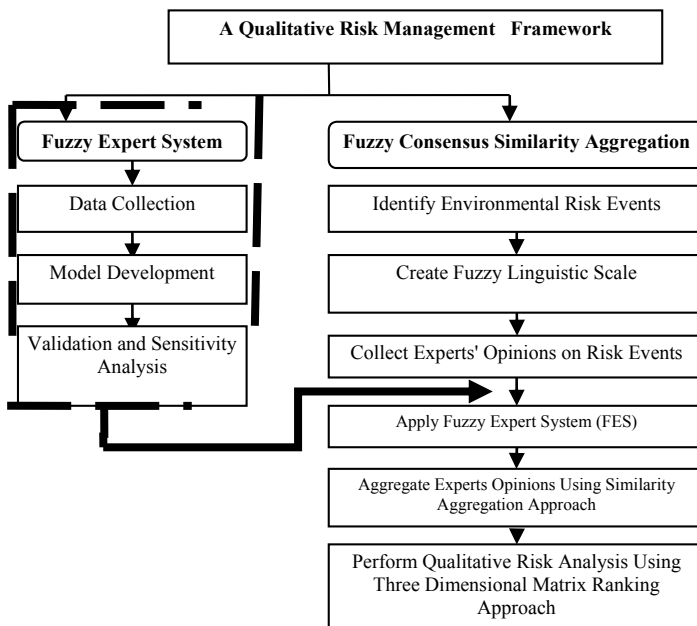 A Qualitative Risk Management Framework
Fuzzy Expert System
Data Collection
Model Development
Validation and Sensitivity
Analysis
Fuzzy Consensus Similarity Aggregation
Identify Environmental Risk Events
Create Fuzzy Linguistic Scale
Collect Experts' Opinions on Risk Events
Apply Fuzzy Expert System (FES)
Aggregate Experts Opinions Using Similarity
Aggregation Approach
Perform Qualitative Risk Analysis Using
Three Dimensional Matrix Ranking
Approach